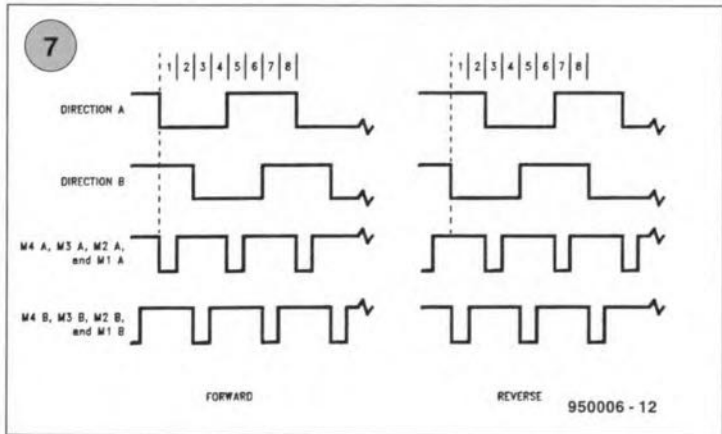 7
1 2 3 4 5 6 7 8
1 2 3 4 5 6 7 8
DIRECTION A
DIRECTION B
M4 A, M3 A, M2 A,
and M1 A
M4 B, M3 B, M2 B,
and M1 B
FORWARD
REVERSE
950006 - 12